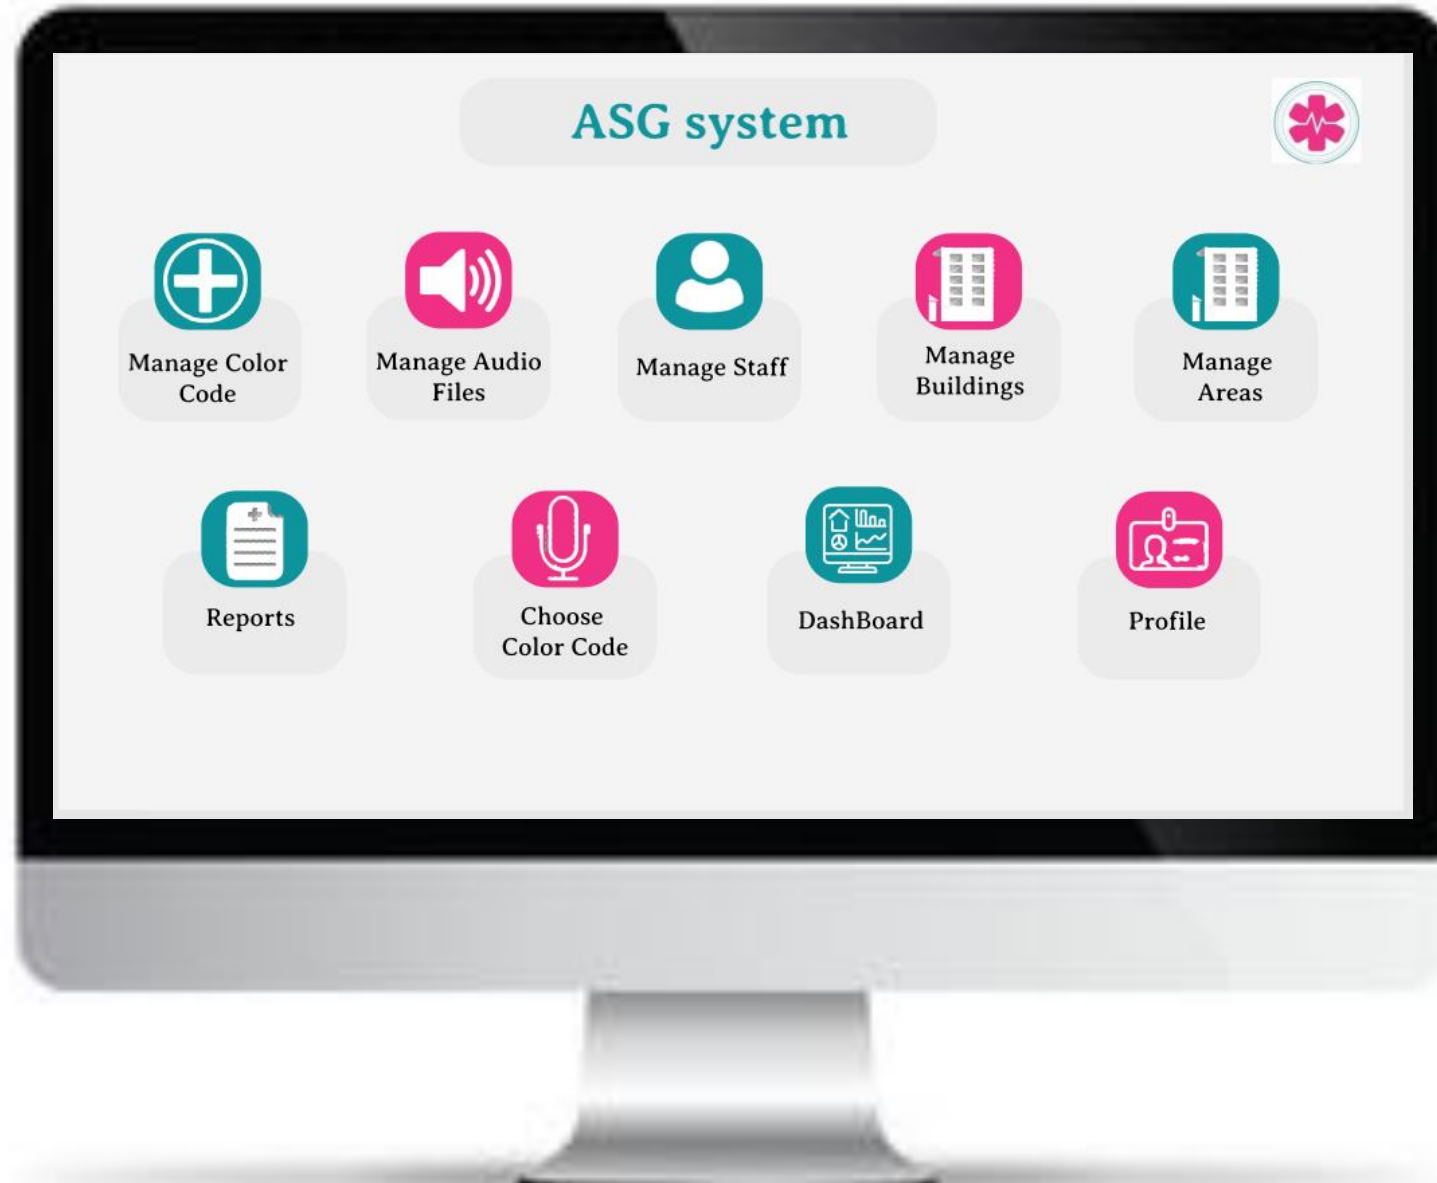 ASG system
Manage Color
Code
Manage Audio
Files
Manage Staff
Manage
Buildings
Manage
Areas
Reports
Choose
Color Code
DashBoard
Profile